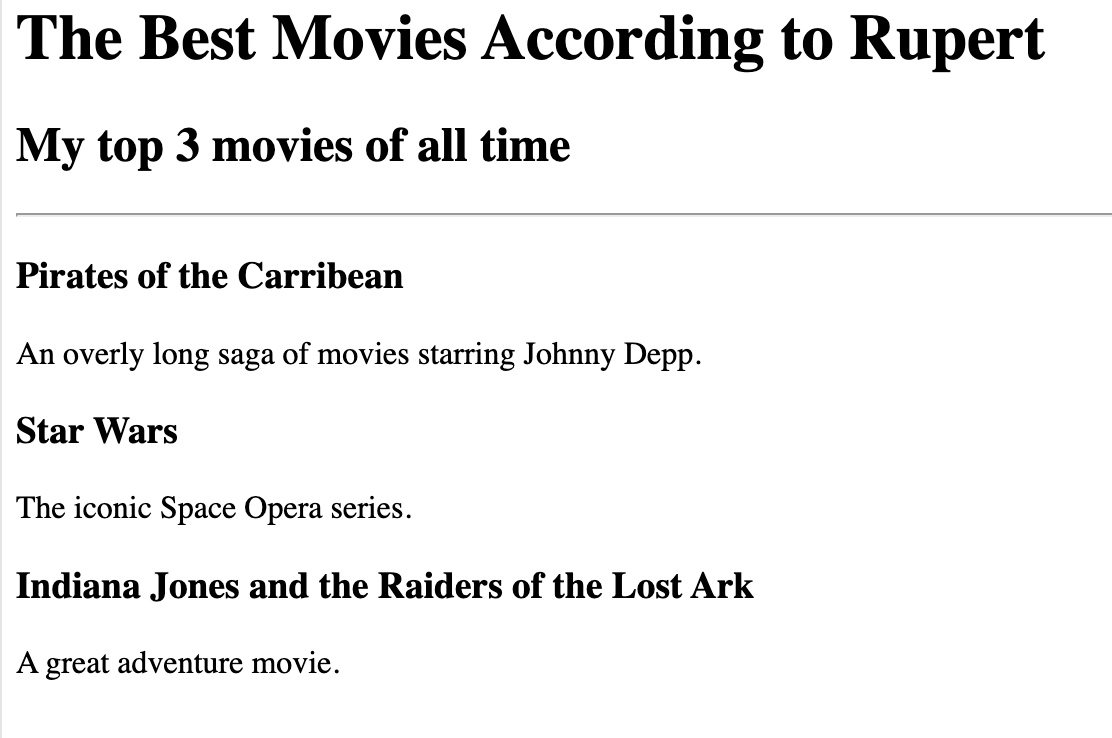 The Best Movies According to Rupert
My top 3 movies of all time
Pirates of the Carribean
An overly long saga of movies starring Johnny Depp.
Star Wars
The iconic Space Opera series.
Indiana Jones and the Raiders of the Lost Ark
A great adventure movie.